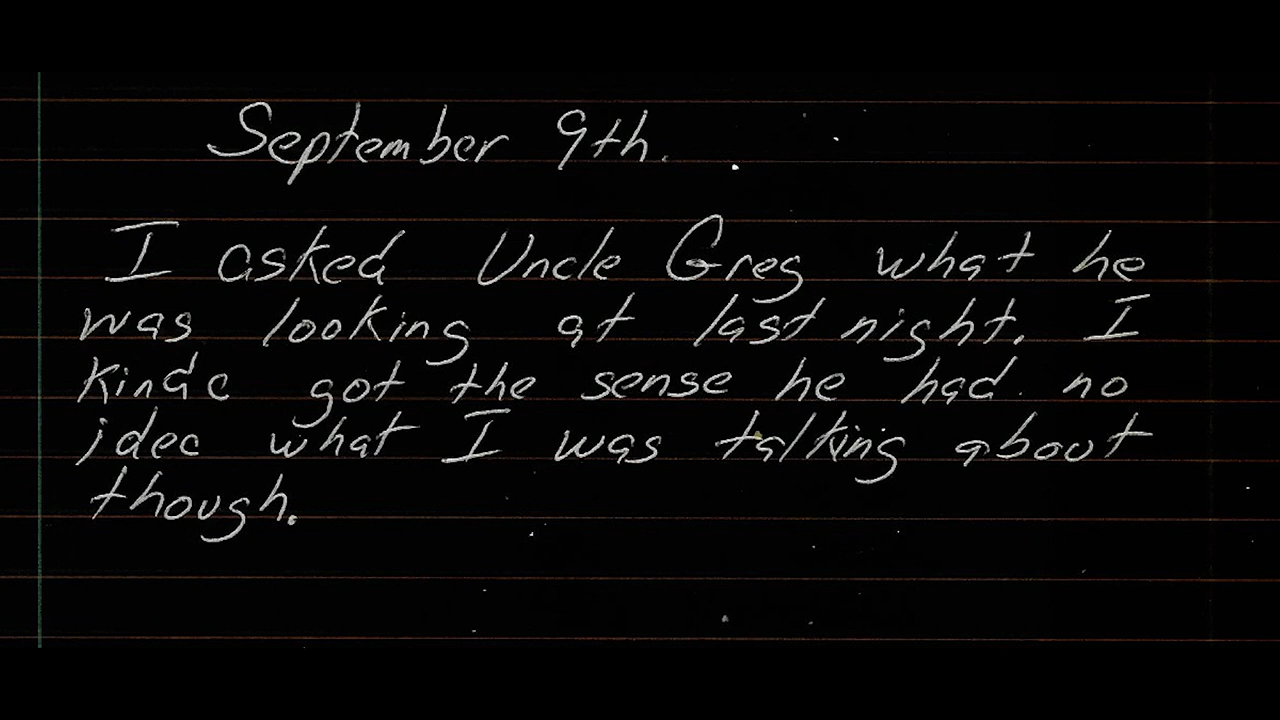 September 9th.
I asked Uncle Greg what he
was looking at last night. I
kinda got the sense he had no
idea what I was talking about
though.